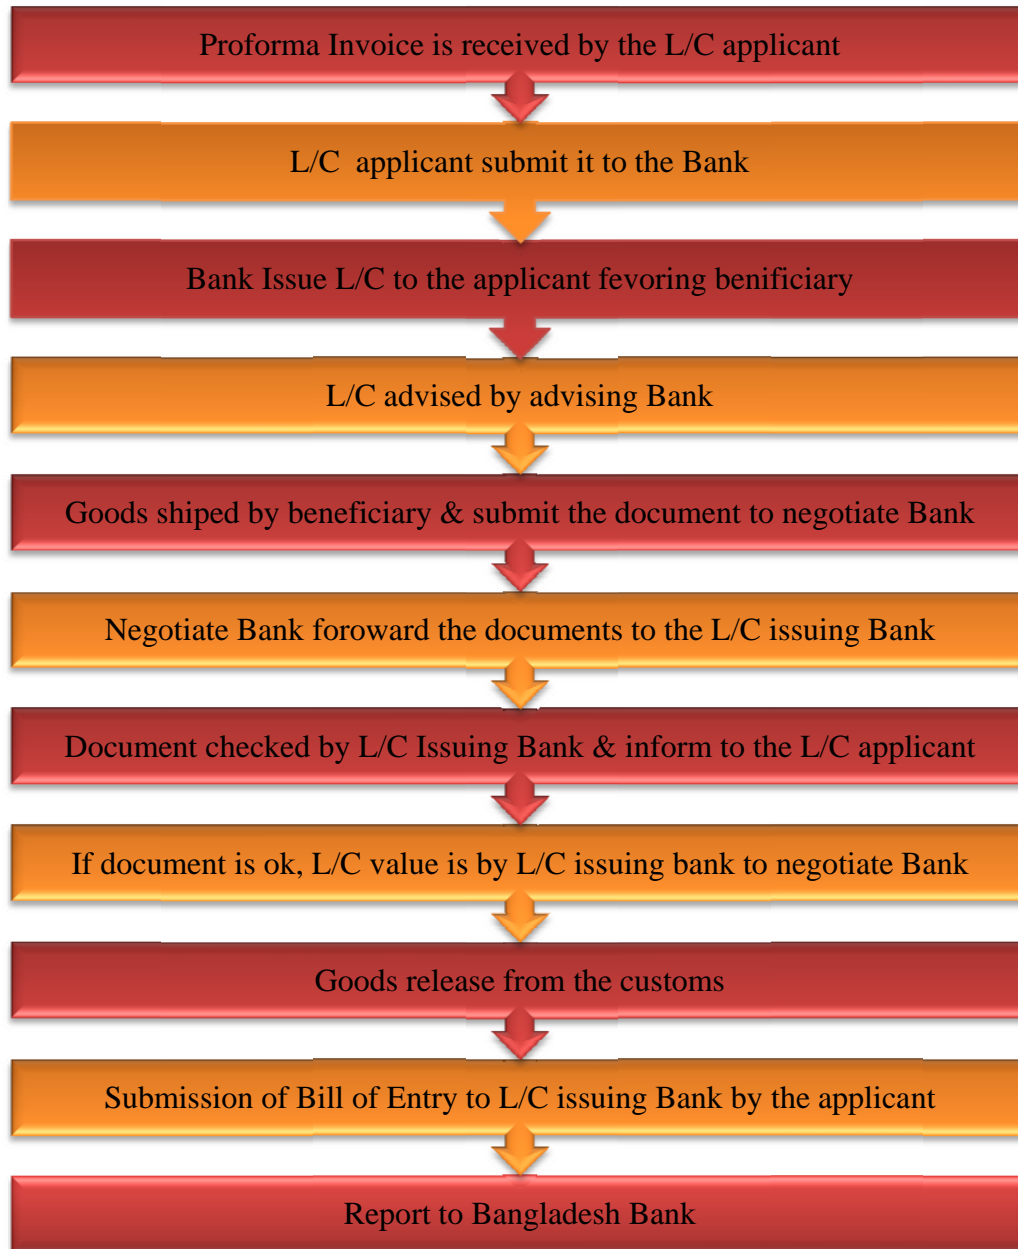 Proforma Invoice is received by the L/C applicant
L/C  applicant submit it to the Bank
Bank Issue L/C to the applicant fevoring benificiary
L/C advised by advising Bank
Goods shiped by beneficiary & submit the document to negotiate Bank
Negotiate Bank foroward the documents to the L/C issuing Bank
Document checked by L/C Issuing Bank & inform to the L/C applicant
If document is ok, L/C value is by L/C issuing bank to negotiate Bank
Goods release from the customs
Submission of Bill of Entry to L/C issuing Bank by the applicant
Report to Bangladesh Bank